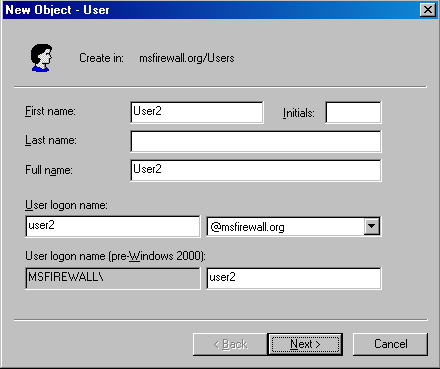 New Object - User
Create in: msfirewall.org/Users
First name: User2 Initials:
Last name:
Full name: User2
User logon name:
user2 @msfirewall.org
User logon name (pre-Windows 2000):
MSFIREWALL\ user2
< Back Next > Cancel